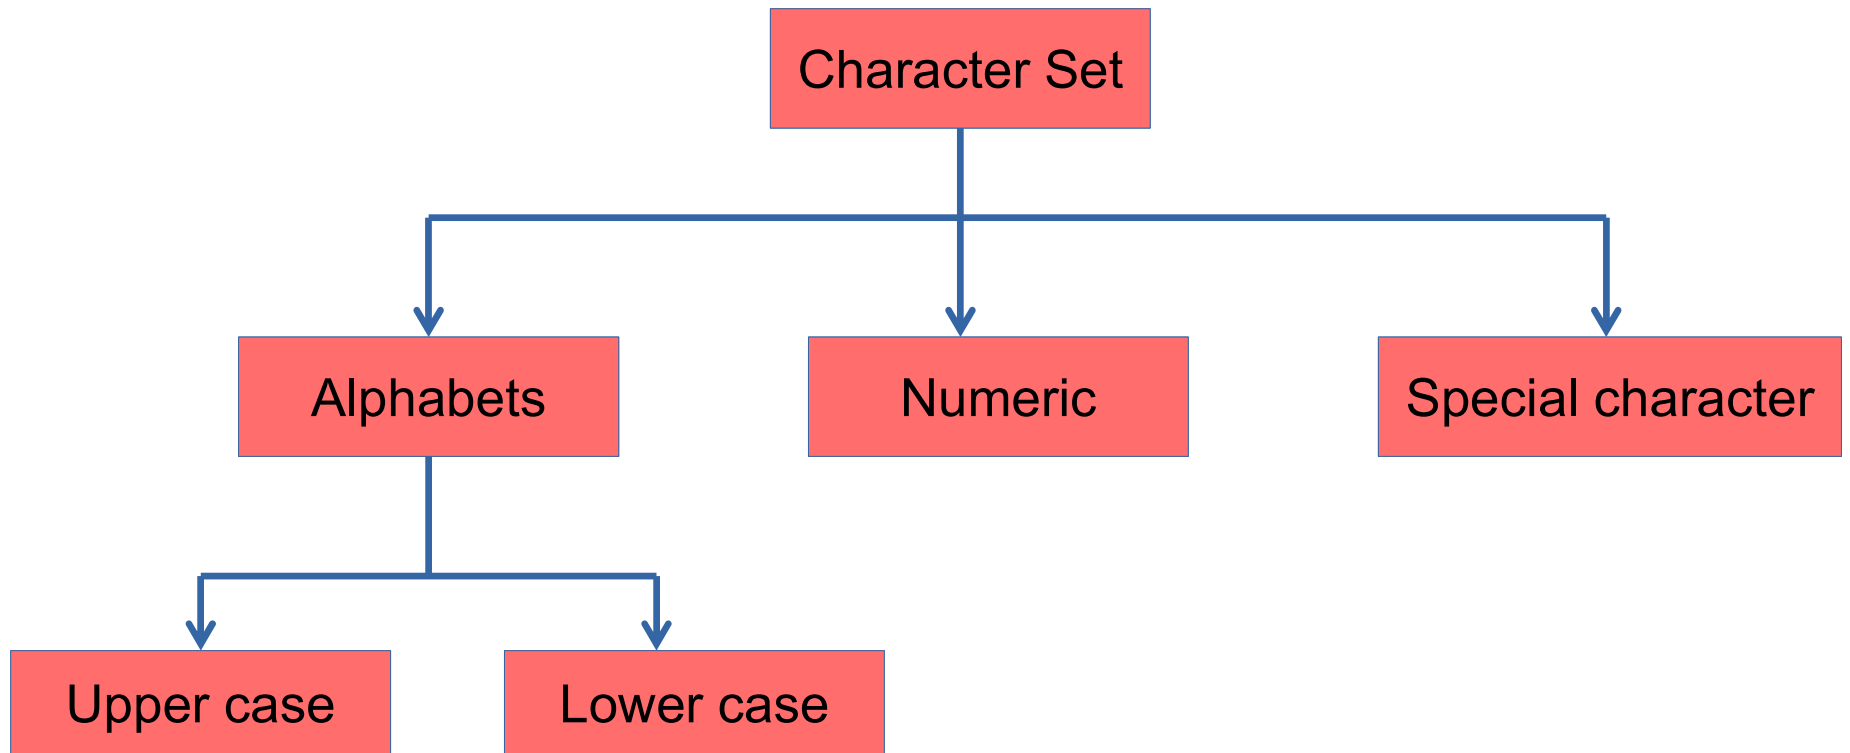 Character Set
Alphabets
Numeric
Special character
Upper case
Lower case